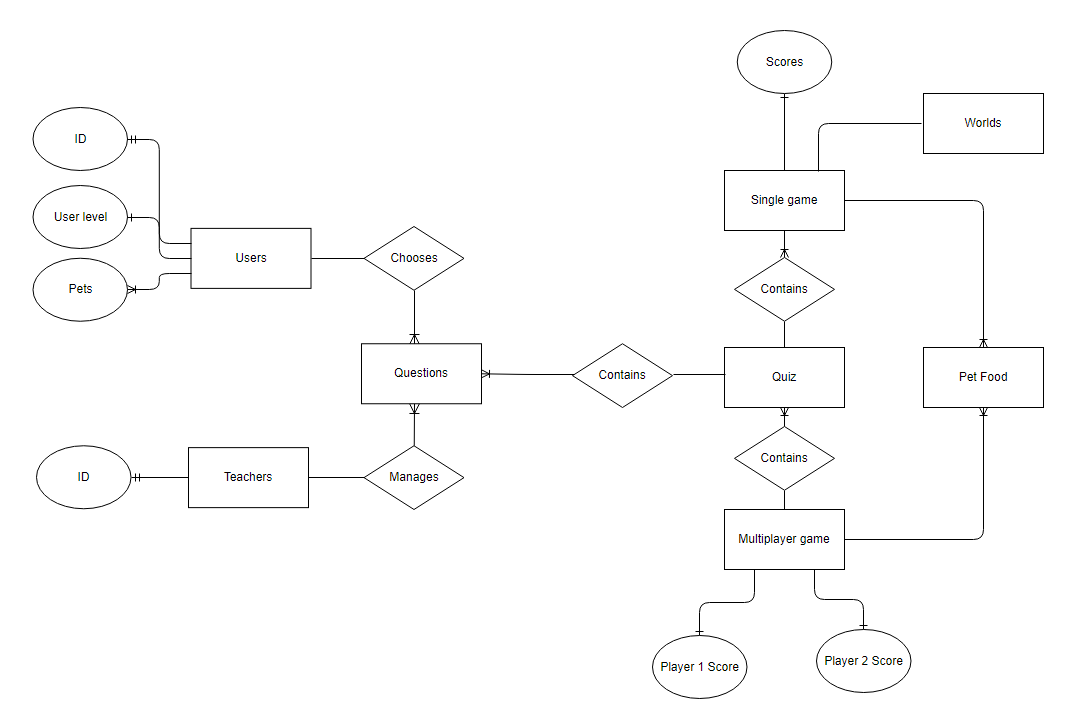 Scores
Worlds
ID
Single game
User level
Users
Chooses
Pets
Contains
Questions
Contains
Quiz
Pet Food
Contains
ID
Teachers
Manages
Multiplayer game
Player 1 Score
Player 2 Score